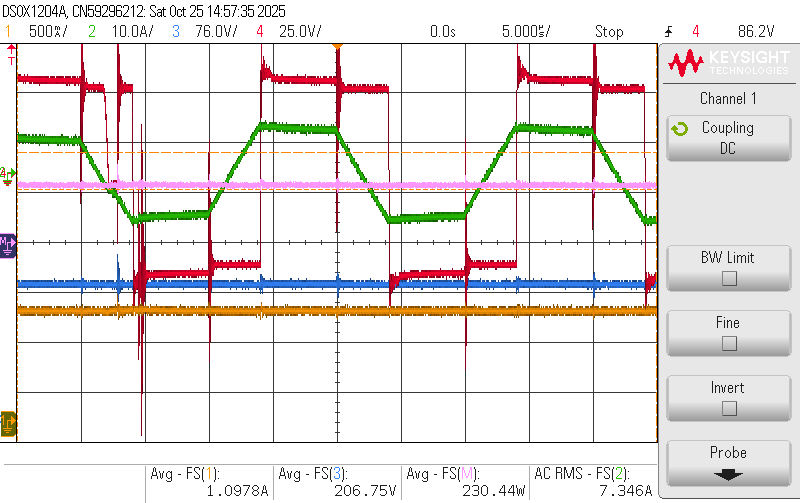 DSOX1204A, CN59296212: Sat Oct 25 14:57:35 2025
1 500%/ 2 10.0A/ 3 76.0V/ 4 25.0V/ 0.0s 5.000us/ Stop 4 86.2V
T
KEYSIGHT
TECHNOLOGIES
Channel 1
Coupling
DC
BW Limit
Fine
Invert
Probe
Avg - FS(1): Avg - FS(3): Avg - FS(M): AC RMS - FS(2):
1.0978A 206.75V 230.44W 7.346A